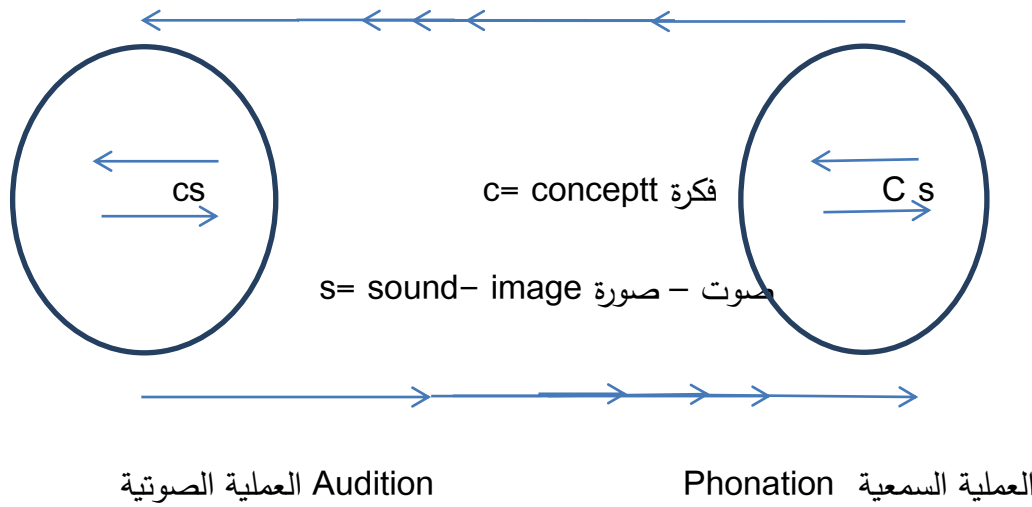 cs
C s
c= conceptt فكرة
s= sound- image صوت – صورة
العملية الصوتية Audition
العملية السمعية Phonation